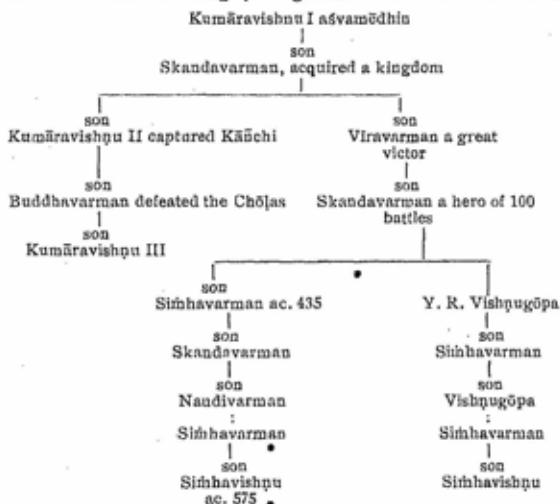 Kumāravishṇu I aśvamēdhin
son
Skandavarman, acquired a kingdom
son son
Kumāravishṇu II captured Kāñchi Vīravarman a great
victor
son son
Buddhavarman defeated the Chōḷas Skandavarman a hero of 100
battles
son
Kumāravishṇu III
son
Siṁhavarman ac. 435 Y. R. Vishṇugōpa
son son
Skandavarman Siṁhavarman
son son
Naudivarman Vishṇugōpa
: :
Siṁhavarman Siṁhavarman
son son
Siṁhavishṇu Siṁhavishṇu
ac. 575